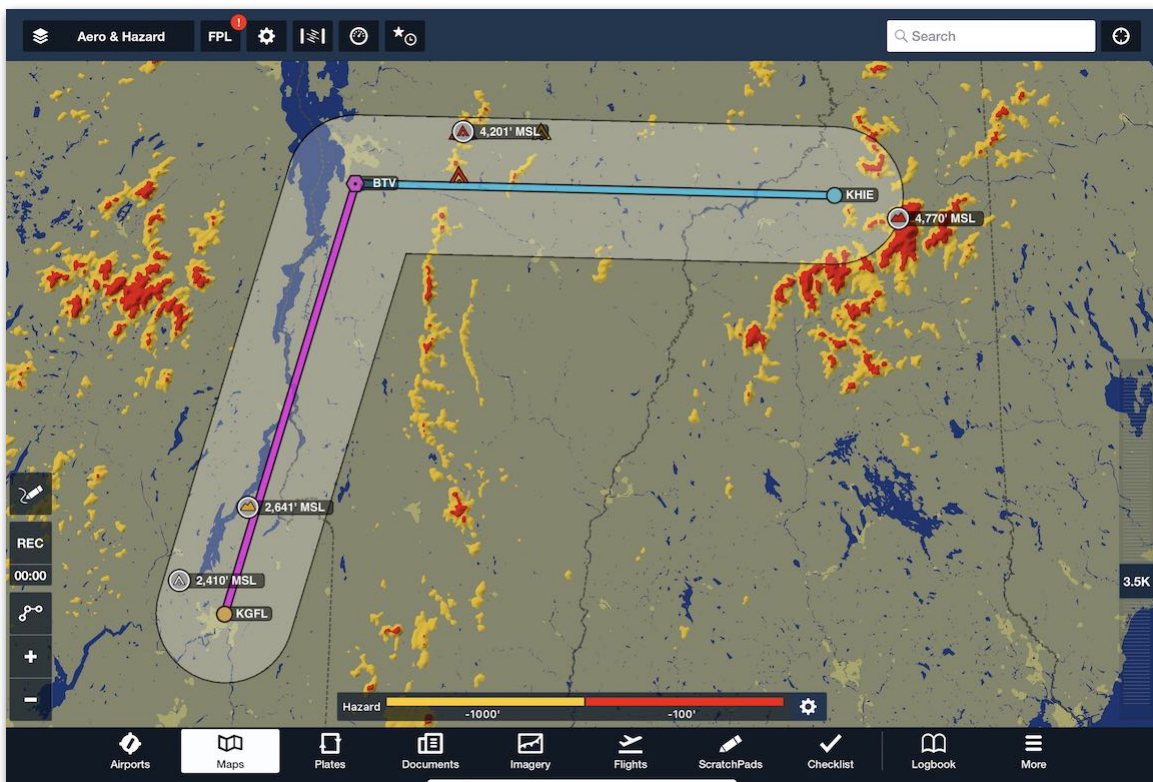 Aero & Hazard
FPL
!
Search
4,201' MSL
BTV
KHIE
4,770' MSL
2,641' MSL
REC
00:00
2,410' MSL
3.5K
KGFL
Hazard
-1000'
-100'
Airports
Maps
Plates
Documents
Imagery
Flights
ScratchPads
Checklist
Logbook
More